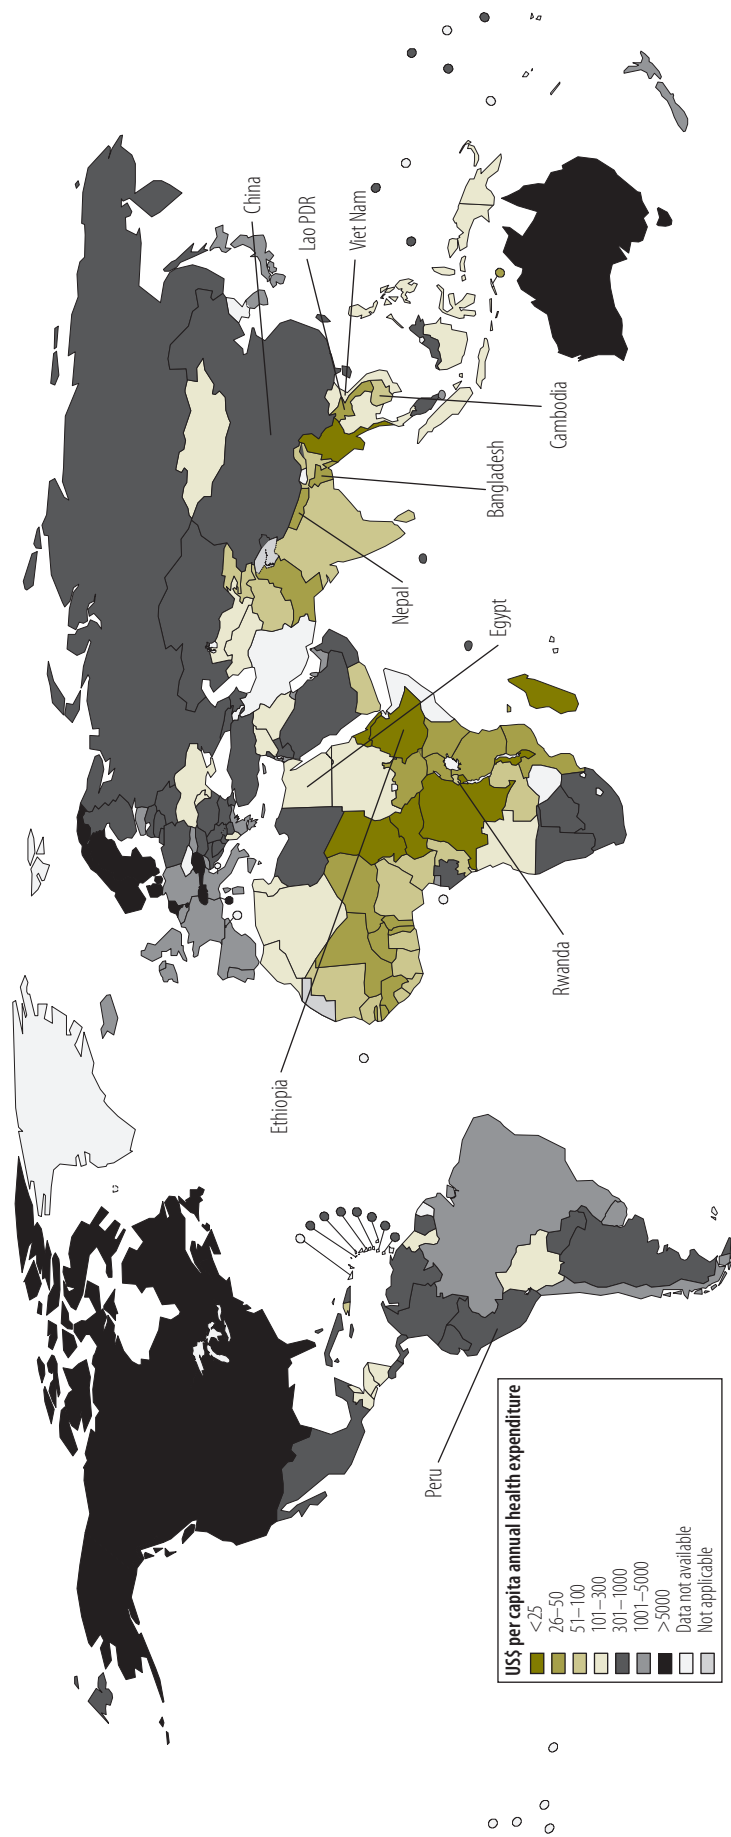 China
Lao PDR
Viet Nam
Cambodia
Bangladesh
Nepal
Egypt
Rwanda
Ethiopia
Peru
US$ per capita annual health expenditure
<25
26–50
51–100
101–300
301–1000
1001–5000
>5000
Data not available
Not applicable